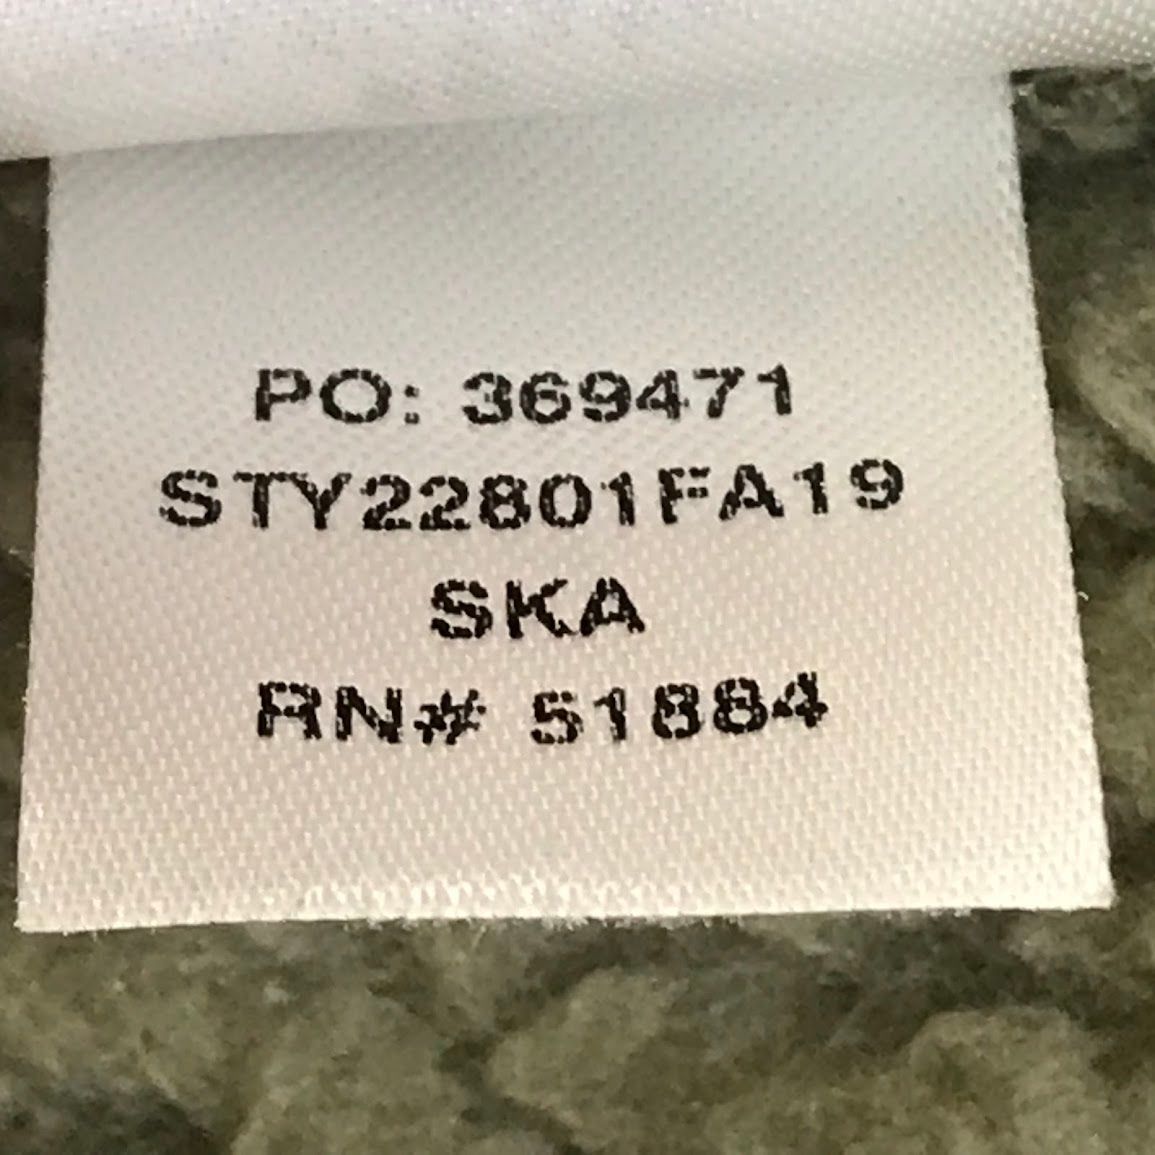 PO: 369471
STY22801FA19
SKA
RN# 51884